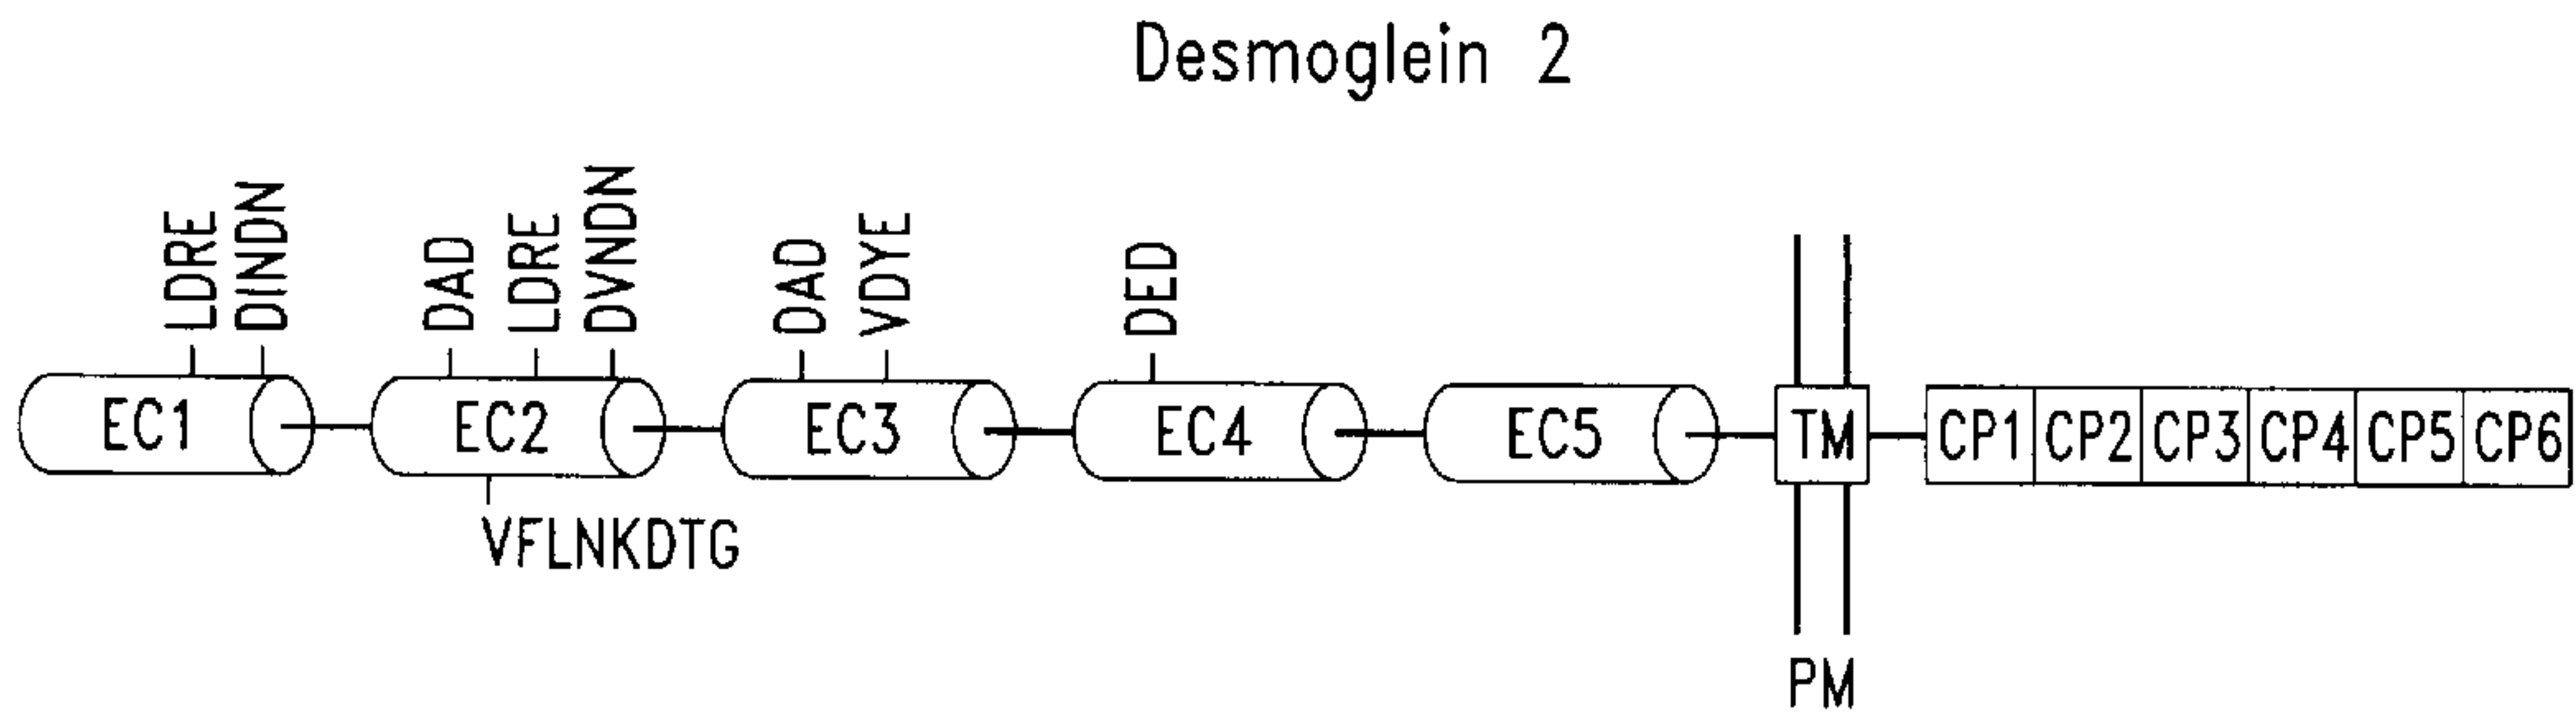 Desmoglein 2
LDRE
DINDN
DAD
LDRE
DVNDN
DAD
VDYE
DED
EC1
EC2
EC3
EC4
EC5
TM
CP1
CP2
CP3
CP4
CP5
CP6
VFLNKDTG
PM